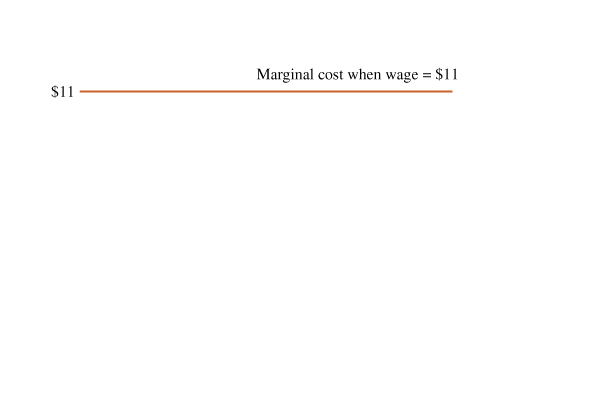 Marginal cost when wage = $11
$11